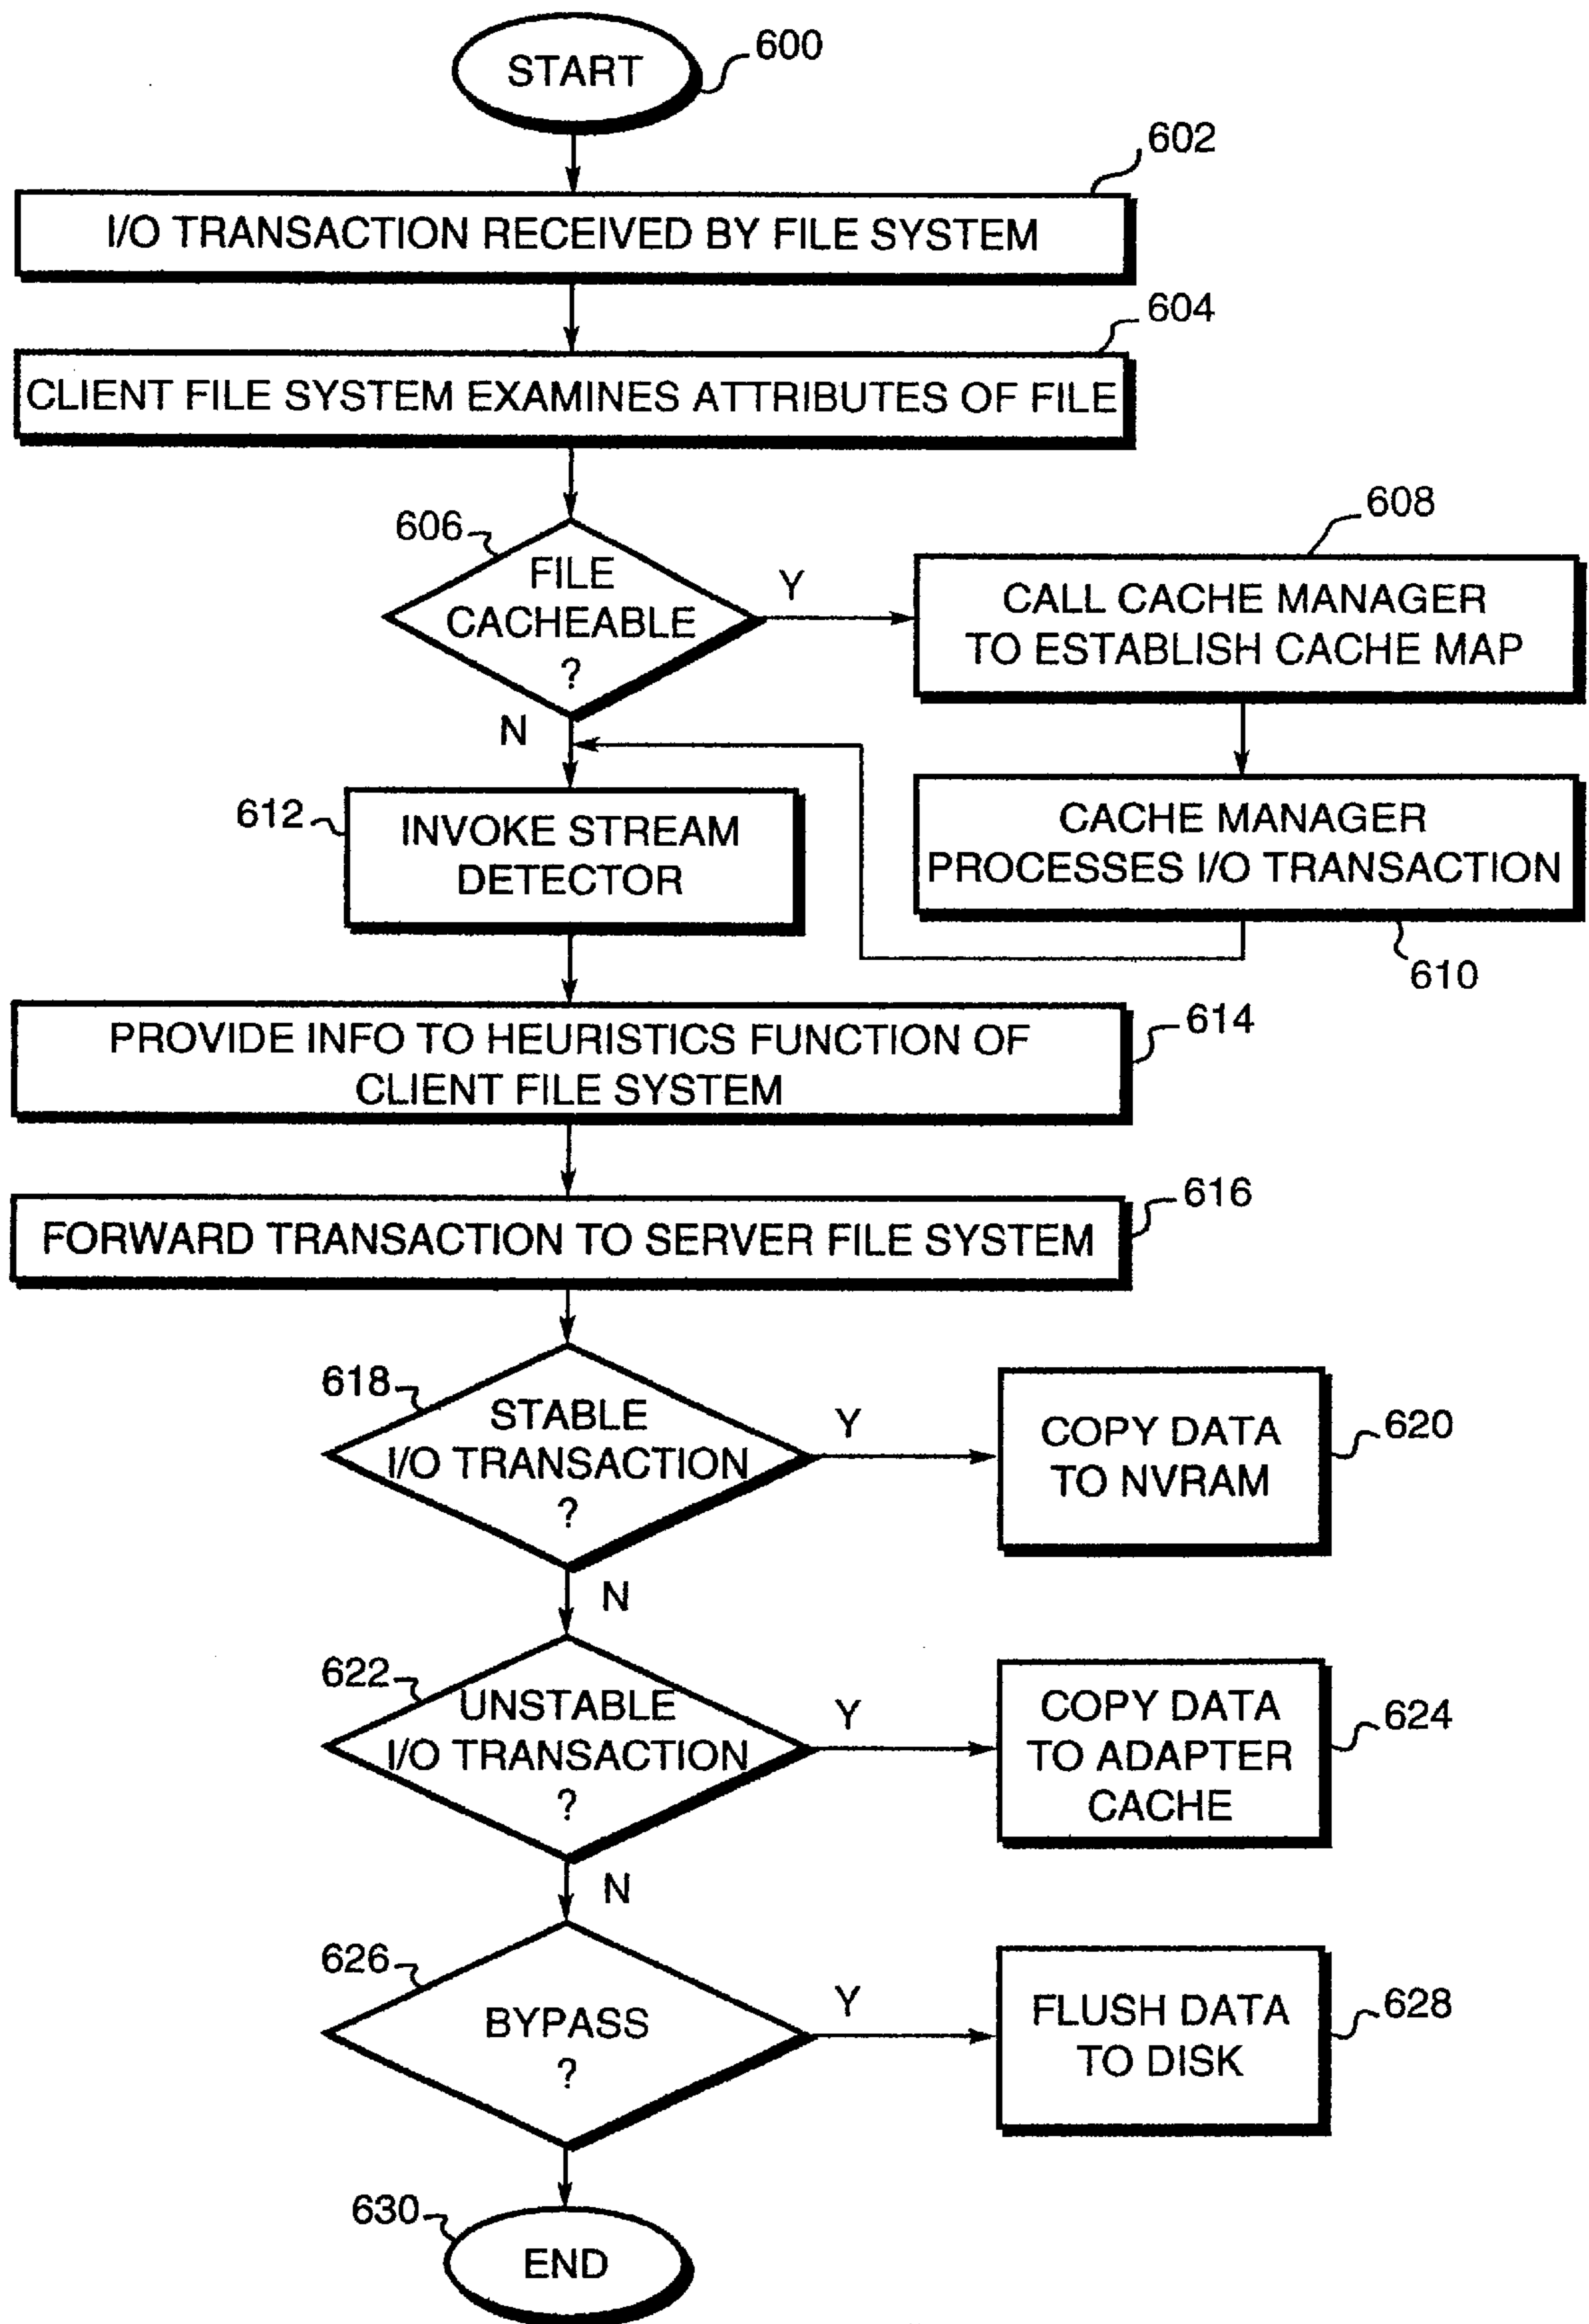 START
600
602
I/O TRANSACTION RECEIVED BY FILE SYSTEM
604
CLIENT FILE SYSTEM EXAMINES ATTRIBUTES OF FILE
606
FILE
CACHEABLE
?
Y
N
608
CALL CACHE MANAGER
TO ESTABLISH CACHE MAP
CACHE MANAGER
PROCESSES I/O TRANSACTION
610
612
INVOKE STREAM
DETECTOR
PROVIDE INFO TO HEURISTICS FUNCTION OF
CLIENT FILE SYSTEM
614
FORWARD TRANSACTION TO SERVER FILE SYSTEM
616
618
STABLE
I/O TRANSACTION
?
Y
N
COPY DATA
TO NVRAM
620
622
UNSTABLE
I/O TRANSACTION
?
Y
N
COPY DATA
TO ADAPTER
CACHE
624
626
BYPASS
?
Y
FLUSH DATA
TO DISK
628
630
END